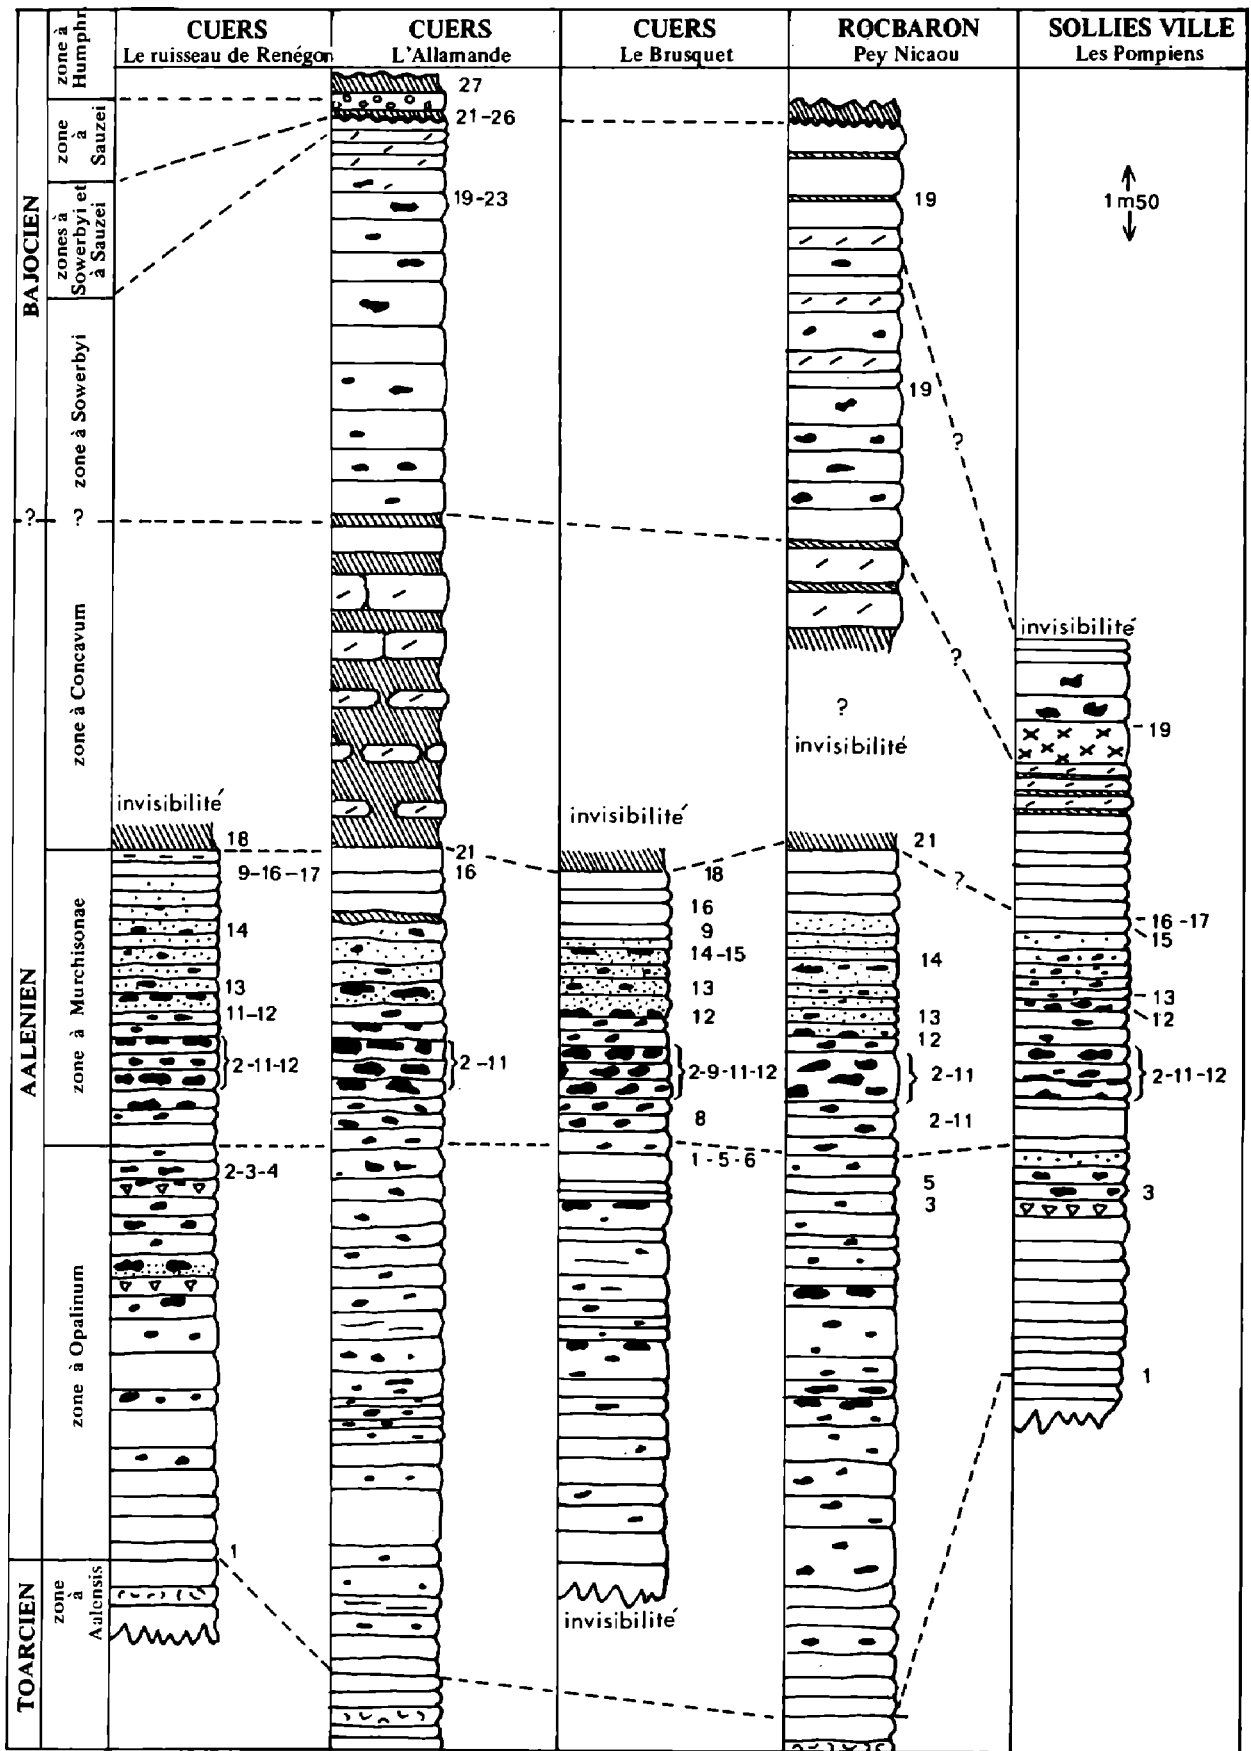 CUERS
Le ruisseau de Renégon
CUERS
L'Allamande
CUERS
Le Brusquet
ROCBARON
Pey Nicaou
SOLLIES VILLE
Les Pompiens
BAJOCIEN
?
AALENIEN
TOARCIEN
zone à
Humphr.
zone
à
Sauzei
zones à
Sowerbyi et
à Sauzei
zone à Sowerbyi
?
zone à Concavum
zone à Murchisonae
zone à Opalinum
zone
à
Aalensis
invisibilité
18
9-16-17
14
13
11-12
2-11-12
2-3-4
1
27
21-26
19-23
21
16
2-11
invisibilité
18
16
9
14-15
13
12
2-9-11-12
8
1-5-6
invisibilité
19
19
?
invisibilité
21
14
13
12
2-11
2-11
5
3
1m50
?
?
?
invisibilité
19
16-17
15
13
12
2-11-12
3
1